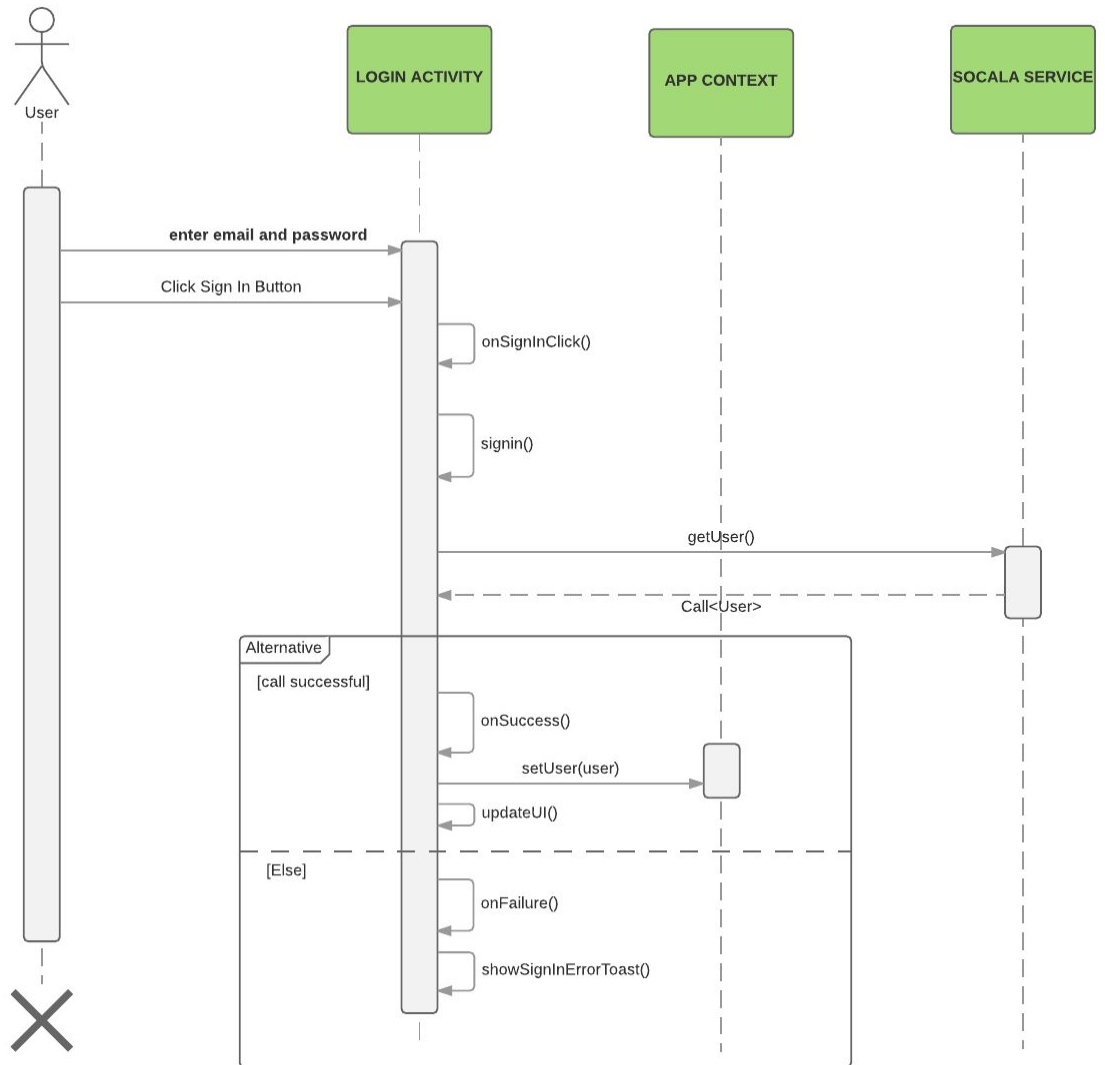 User
LOGIN ACTIVITY
APP CONTEXT
SOCALA SERVICE
enter email and password
Click Sign In Button
onSignInClick()
signin()
getUser()
Call<User>
Alternative
[call successful]
onSuccess()
setUser(user)
updateUI()
[Else]
onFailure()
showSignInErrorToast()